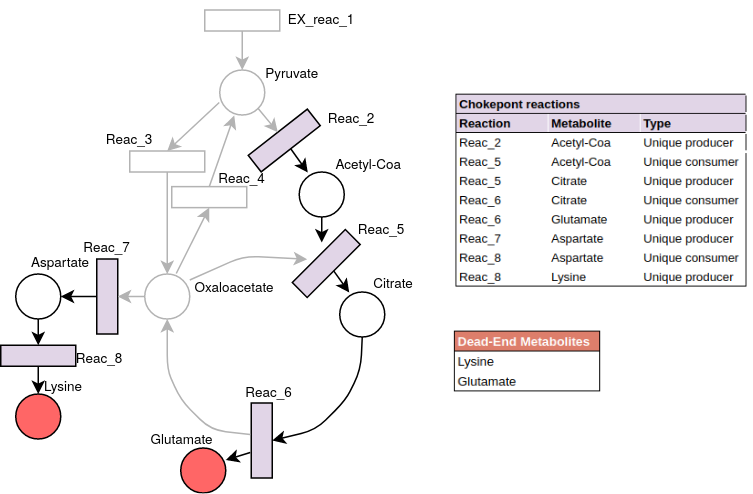 EX_reac_1
Pyruvate
Reac_2
Reac_3
Acetyl-Coa
Reac_4
Reac_5
Reac_7
Aspartate
Oxaloacetate
Citrate
Reac_8
Lysine
Reac_6
Glutamate
Chokepont reactions
Reaction Metabolite Type
Reac_2 Acetyl-Coa Unique producer
Reac_5 Acetyl-Coa Unique consumer
Reac_5 Citrate Unique producer
Reac_6 Citrate Unique consumer
Reac_6 Glutamate Unique producer
Reac_7 Aspartate Unique producer
Reac_8 Aspartate Unique consumer
Reac_8 Lysine Unique producer
Dead-End Metabolites
Lysine
Glutamate